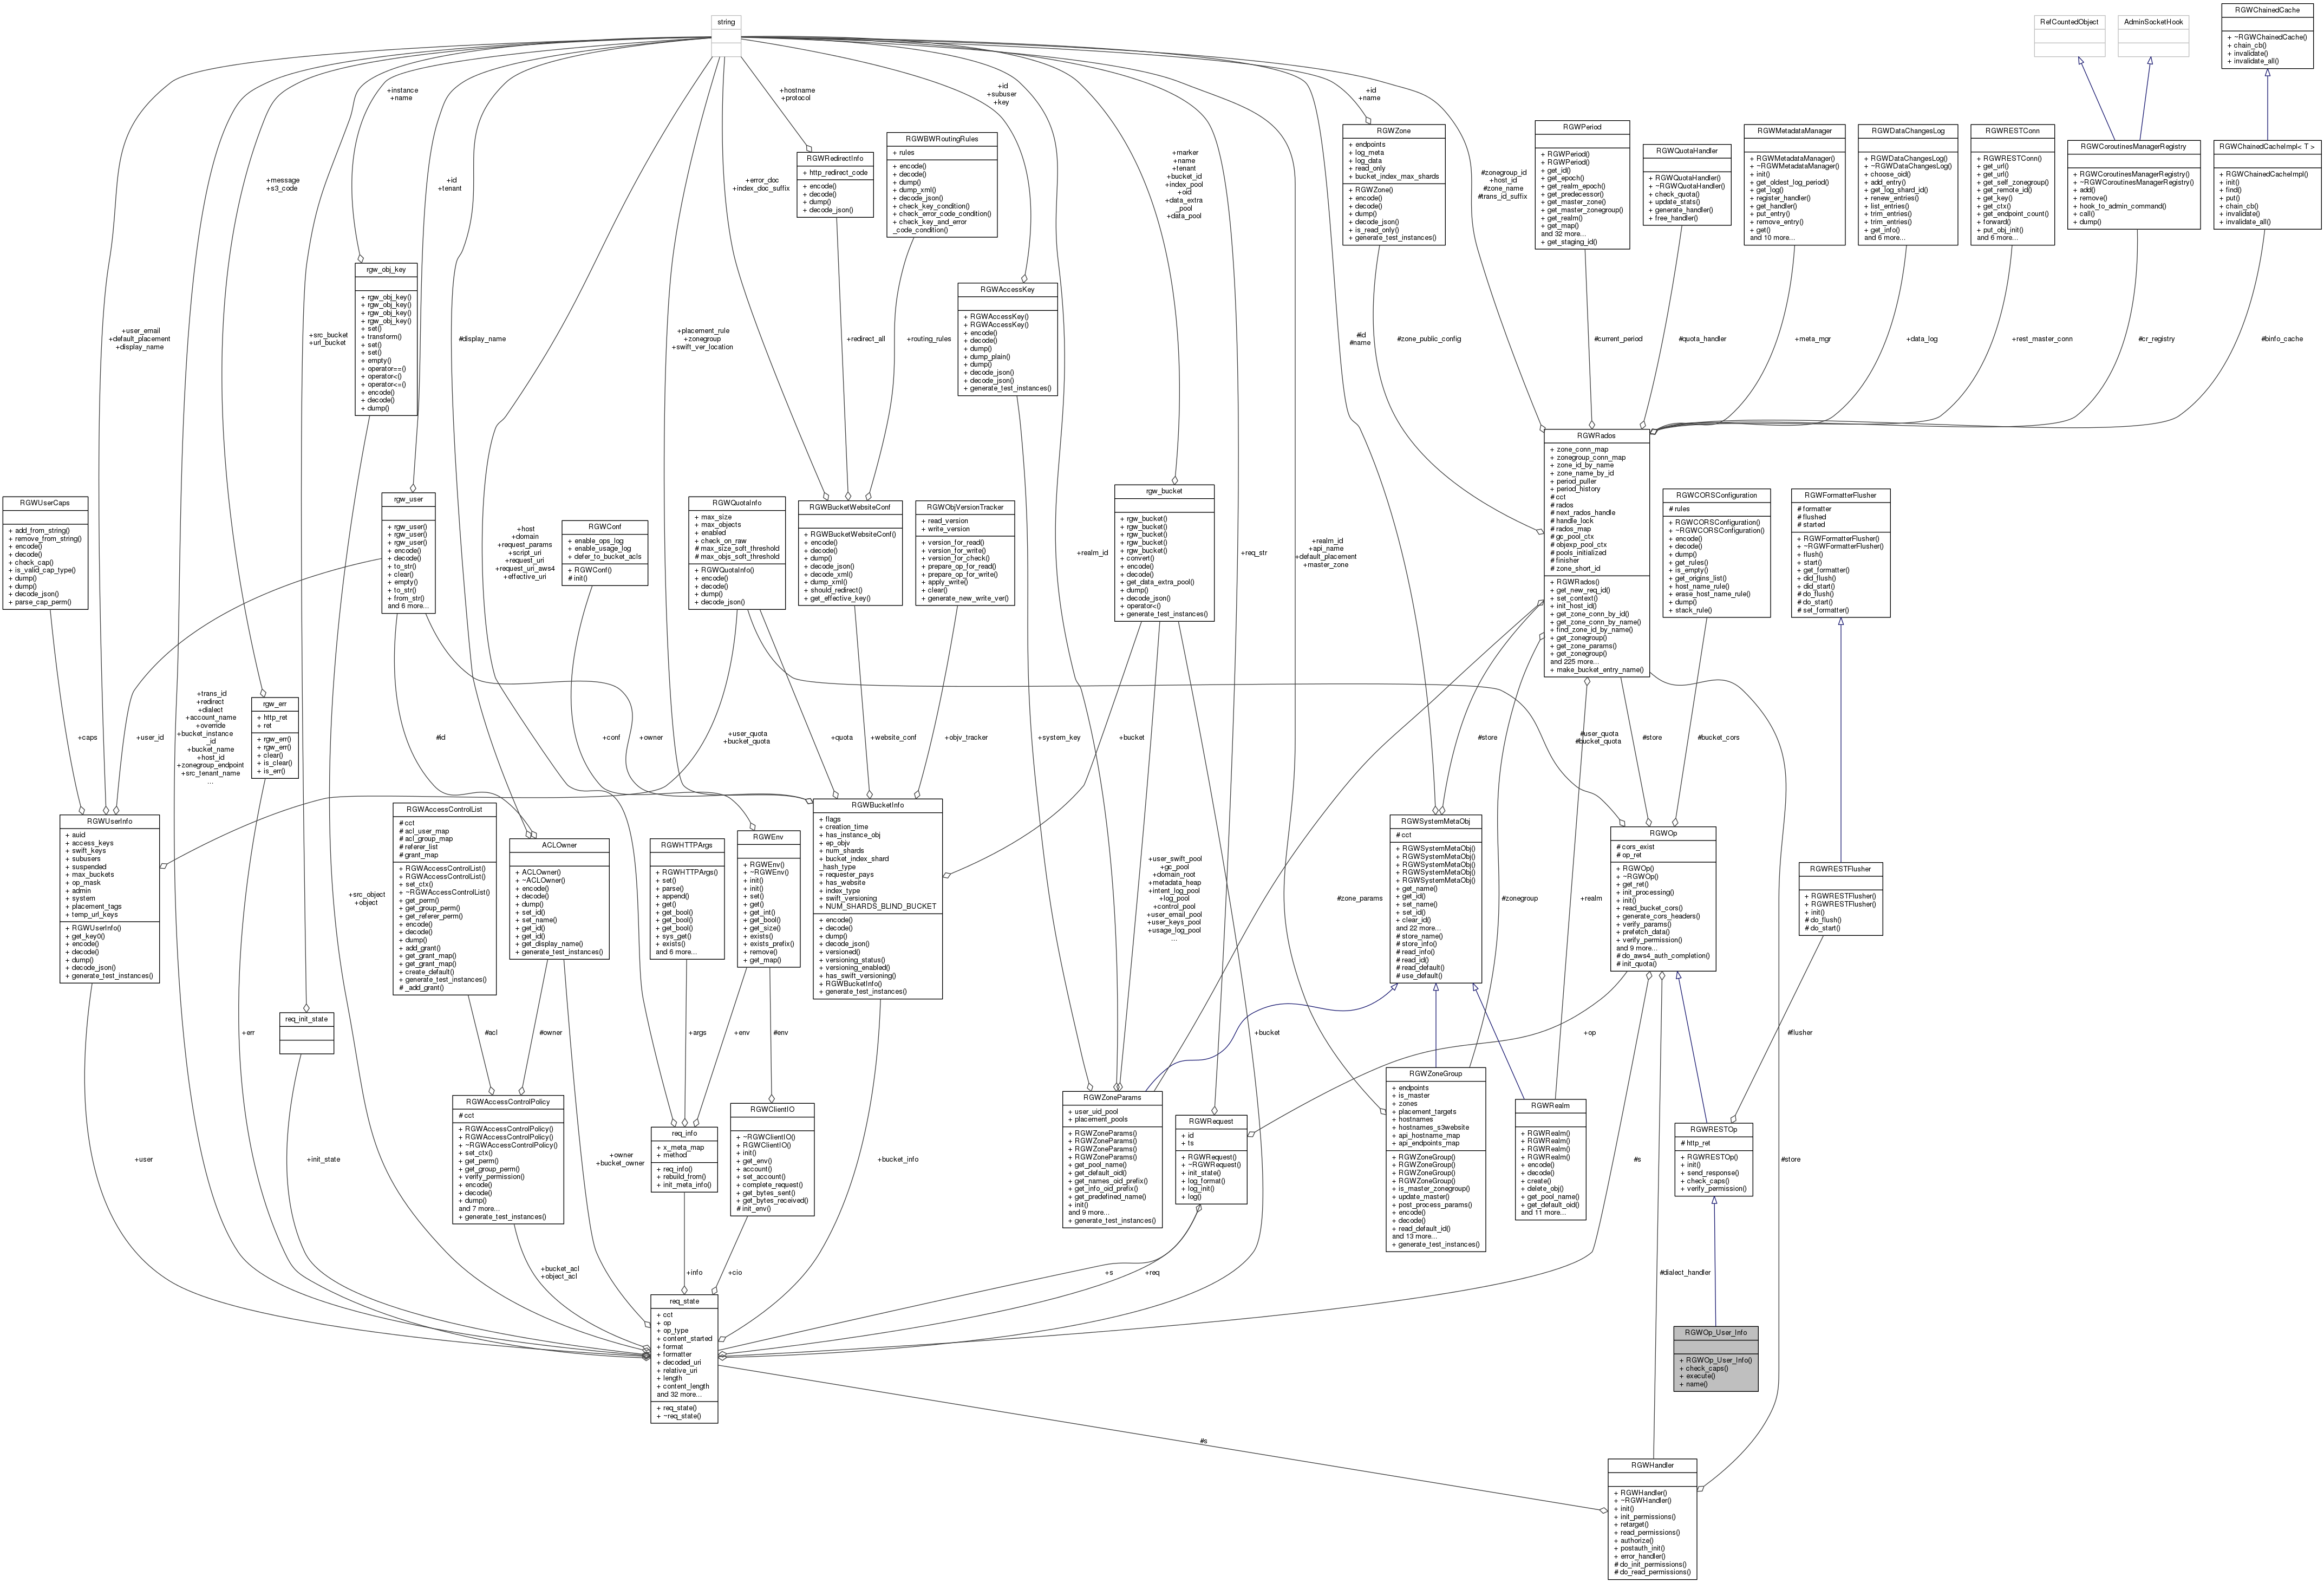 string
RefCountedObject
AdminSocketHook
RGWChainedCache
+ ~RGWChainedCache()
+ chain_cb()
+ invalidate()
+ invalidate_all()
+instance
+name
+hostname
+protocol
+id
+subuser
+key
+id
+name
RGWBWRoutingRules
+ rules
+ encode()
+ decode()
+ dump()
+ dump_xml()
+ decode_json()
+ check_key_condition()
+ check_error_code_condition()
+ check_key_and_error
_code_condition()
RGWRedirectInfo
+ http_redirect_code
+ encode()
+ decode()
+ dump()
+ decode_json()
RGWZone
+ endpoints
+ log_meta
+ log_data
+ read_only
+ bucket_index_max_shards
+ RGWZone()
+ encode()
+ decode()
+ dump()
+ decode_json()
+ is_read_only()
+ generate_test_instances()
RGWPeriod
+ RGWPeriod()
+ RGWPeriod()
+ get_id()
+ get_epoch()
+ get_realm_epoch()
+ get_predecessor()
+ get_master_zone()
+ get_master_zonegroup()
+ get_realm()
+ get_map()
and 32 more...
+ get_staging_id()
RGWQuotaHandler
+ RGWQuotaHandler()
+ ~RGWQuotaHandler()
+ check_quota()
+ update_stats()
+ generate_handler()
+ free_handler()
RGWMetadataManager
+ RGWMetadataManager()
+ ~RGWMetadataManager()
+ init()
+ get_oldest_log_period()
+ get_log()
+ register_handler()
+ get_handler()
+ put_entry()
+ remove_entry()
+ get()
and 10 more...
RGWDataChangesLog
+ RGWDataChangesLog()
+ ~RGWDataChangesLog()
+ choose_oid()
+ add_entry()
+ get_log_shard_id()
+ renew_entries()
+ list_entries()
+ trim_entries()
+ trim_entries()
+ get_info()
and 6 more...
RGWRESTConn
+ RGWRESTConn()
+ get_url()
+ get_url()
+ get_self_zonegroup()
+ get_remote_id()
+ get_key()
+ get_ctx()
+ get_endpoint_count()
+ forward()
+ put_obj_init()
and 6 more...
RGWCoroutinesManagerRegistry
+ RGWCoroutinesManagerRegistry()
+ ~RGWCoroutinesManagerRegistry()
+ add()
+ remove()
+ hook_to_admin_command()
+ call()
+ dump()
RGWChainedCacheImpl< T >
+ RGWChainedCacheImpl()
+ init()
+ find()
+ put()
+ chain_cb()
+ invalidate()
+ invalidate_all()
+message
+s3_code
+id
+tenant
+error_doc
+index_doc_suffix
+marker
+name
+tenant
+bucket_id
+index_pool
+oid
+data_extra
_pool
+data_pool
#zonegroup_id
+host_id
#zone_name
#trans_id_suffix
rgw_obj_key
+ rgw_obj_key()
+ rgw_obj_key()
+ rgw_obj_key()
+ rgw_obj_key()
+ set()
+ transform()
+ set()
+ set()
+ empty()
+ operator==()
+ operator<()
+ operator<=()
+ encode()
+ decode()
+ dump()
RGWAccessKey
+ RGWAccessKey()
+ RGWAccessKey()
+ encode()
+ decode()
+ dump()
+ dump_plain()
+ dump()
+ decode_json()
+ decode_json()
+ generate_test_instances()
+user_email
+default_placement
+display_name
+src_bucket
+url_bucket
#display_name
+placement_rule
+zonegroup
+swift_ver_location
+redirect_all
+routing_rules
#id
#name
#zone_public_config
#current_period
#quota_handler
+meta_mgr
+data_log
+rest_master_conn
#cr_registry
#binfo_cache
RGWRados
+ zone_conn_map
+ zonegroup_conn_map
+ zone_id_by_name
+ zone_name_by_id
+ period_puller
+ period_history
# cct
# rados
# next_rados_handle
# handle_lock
# rados_map
# gc_pool_ctx
# objexp_pool_ctx
# pools_initialized
# finisher
# zone_short_id
+ RGWRados()
+ get_new_req_id()
+ set_context()
+ init_host_id()
+ get_zone_conn_by_id()
+ get_zone_conn_by_name()
+ find_zone_id_by_name()
+ get_zonegroup()
+ get_zone_params()
+ get_zonegroup()
and 225 more...
+ make_bucket_entry_name()
RGWUserCaps
+ add_from_string()
+ remove_from_string()
+ encode()
+ decode()
+ check_cap()
+ is_valid_cap_type()
+ dump()
+ dump()
+ decode_json()
+ parse_cap_perm()
rgw_user
+ rgw_user()
+ rgw_user()
+ rgw_user()
+ encode()
+ decode()
+ to_str()
+ clear()
+ empty()
+ to_str()
+ from_str()
and 6 more...
+host
+domain
+request_params
+script_uri
+request_uri
+request_uri_aws4
+effective_uri
RGWConf
+ enable_ops_log
+ enable_usage_log
+ defer_to_bucket_acls
+ RGWConf()
# init()
RGWQuotaInfo
+ max_size
+ max_objects
+ enabled
+ check_on_raw
# max_size_soft_threshold
# max_objs_soft_threshold
+ RGWQuotaInfo()
+ encode()
+ decode()
+ dump()
+ decode_json()
RGWBucketWebsiteConf
+ RGWBucketWebsiteConf()
+ encode()
+ decode()
+ dump()
+ decode_json()
+ decode_xml()
+ dump_xml()
+ should_redirect()
+ get_effective_key()
RGWObjVersionTracker
+ read_version
+ write_version
+ version_for_read()
+ version_for_write()
+ version_for_check()
+ prepare_op_for_read()
+ prepare_op_for_write()
+ apply_write()
+ clear()
+ generate_new_write_ver()
+realm_id
rgw_bucket
+ rgw_bucket()
+ rgw_bucket()
+ rgw_bucket()
+ rgw_bucket()
+ rgw_bucket()
+ convert()
+ encode()
+ decode()
+ get_data_extra_pool()
+ dump()
+ decode_json()
+ operator<()
+ generate_test_instances()
+req_str
+realm_id
+api_name
+default_placement
+master_zone
RGWCORSConfiguration
# rules
+ RGWCORSConfiguration()
+ ~RGWCORSConfiguration()
+ encode()
+ decode()
+ dump()
+ get_rules()
+ is_empty()
+ get_origins_list()
+ host_name_rule()
+ erase_host_name_rule()
+ dump()
+ stack_rule()
RGWFormatterFlusher
# formatter
# flushed
# started
+ RGWFormatterFlusher()
+ ~RGWFormatterFlusher()
+ flush()
+ start()
+ get_formatter()
+ did_flush()
+ did_start()
# do_flush()
# do_start()
# set_formatter()
+trans_id
+redirect
+dialect
+account_name
+override
+bucket_instance
_id
+bucket_name
+host_id
+zonegroup_endpoint
+src_tenant_name
...
rgw_err
+ http_ret
+ ret
+ rgw_err()
+ rgw_err()
+ clear()
+ is_clear()
+ is_err()
+caps
+user_id
#id
+conf
+owner
+user_quota
+bucket_quota
+quota
+website_conf
+objv_tracker
+system_key
+bucket
#store
#user_quota
#bucket_quota
#store
#bucket_cors
RGWUserInfo
+ auid
+ access_keys
+ swift_keys
+ subusers
+ suspended
+ max_buckets
+ op_mask
+ admin
+ system
+ placement_tags
+ temp_url_keys
+ RGWUserInfo()
+ get_key0()
+ encode()
+ decode()
+ dump()
+ decode_json()
+ generate_test_instances()
+src_object
+object
RGWAccessControlList
# cct
# acl_user_map
# acl_group_map
# referer_list
# grant_map
+ RGWAccessControlList()
+ RGWAccessControlList()
+ set_ctx()
+ ~RGWAccessControlList()
+ get_perm()
+ get_group_perm()
+ get_referer_perm()
+ encode()
+ decode()
+ dump()
+ add_grant()
+ get_grant_map()
+ get_grant_map()
+ create_default()
+ generate_test_instances()
# _add_grant()
ACLOwner
+ ACLOwner()
+ ~ACLOwner()
+ encode()
+ decode()
+ dump()
+ set_id()
+ set_name()
+ get_id()
+ get_id()
+ get_display_name()
+ generate_test_instances()
RGWHTTPArgs
+ RGWHTTPArgs()
+ set()
+ parse()
+ append()
+ get()
+ get_bool()
+ get_bool()
+ get_bool()
+ sys_get()
+ exists()
and 6 more...
RGWEnv
+ RGWEnv()
+ ~RGWEnv()
+ init()
+ init()
+ set()
+ get()
+ get_int()
+ get_bool()
+ get_size()
+ exists()
+ exists_prefix()
+ remove()
+ get_map()
RGWBucketInfo
+ flags
+ creation_time
+ has_instance_obj
+ ep_objv
+ num_shards
+ bucket_index_shard
_hash_type
+ requester_pays
+ has_website
+ index_type
+ swift_versioning
+ NUM_SHARDS_BLIND_BUCKET
+ encode()
+ decode()
+ dump()
+ decode_json()
+ versioned()
+ versioning_status()
+ versioning_enabled()
+ has_swift_versioning()
+ RGWBucketInfo()
+ generate_test_instances()
+user_swift_pool
+gc_pool
+domain_root
+metadata_heap
+intent_log_pool
+log_pool
+control_pool
+user_email_pool
+user_keys_pool
+usage_log_pool
...
#zone_params
RGWSystemMetaObj
# cct
+ RGWSystemMetaObj()
+ RGWSystemMetaObj()
+ RGWSystemMetaObj()
+ RGWSystemMetaObj()
+ RGWSystemMetaObj()
+ get_name()
+ get_id()
+ set_name()
+ set_id()
+ clear_id()
and 22 more...
# store_name()
# store_info()
# read_info()
# read_id()
# read_default()
# use_default()
#zonegroup
+realm
RGWOp
# cors_exist
# op_ret
+ RGWOp()
+ ~RGWOp()
+ get_ret()
+ init_processing()
+ init()
+ read_bucket_cors()
+ generate_cors_headers()
+ verify_params()
+ prefetch_data()
+ verify_permission()
and 9 more...
# do_aws4_auth_completion()
# init_quota()
RGWRESTFlusher
+ RGWRESTFlusher()
+ RGWRESTFlusher()
+ init()
# do_flush()
# do_start()
req_init_state
+err
#acl
#owner
+args
+env
#env
+bucket
+op
#flusher
RGWAccessControlPolicy
# cct
+ RGWAccessControlPolicy()
+ RGWAccessControlPolicy()
+ ~RGWAccessControlPolicy()
+ set_ctx()
+ get_perm()
+ get_group_perm()
+ verify_permission()
+ encode()
+ decode()
+ dump()
and 7 more...
+ generate_test_instances()
req_info
+ x_meta_map
+ method
+ req_info()
+ rebuild_from()
+ init_meta_info()
RGWClientIO
+ ~RGWClientIO()
+ RGWClientIO()
+ init()
+ get_env()
+ account()
+ set_account()
+ complete_request()
+ get_bytes_sent()
+ get_bytes_received()
# init_env()
RGWZoneParams
+ user_uid_pool
+ placement_pools
+ RGWZoneParams()
+ RGWZoneParams()
+ RGWZoneParams()
+ RGWZoneParams()
+ get_pool_name()
+ get_default_oid()
+ get_names_oid_prefix()
+ get_info_oid_prefix()
+ get_predefined_name()
+ init()
and 9 more...
+ generate_test_instances()
RGWRequest
+ id
+ ts
+ RGWRequest()
+ ~RGWRequest()
+ init_state()
+ log_format()
+ log_init()
+ log()
RGWZoneGroup
+ endpoints
+ is_master
+ zones
+ placement_targets
+ hostnames
+ hostnames_s3website
+ api_hostname_map
+ api_endpoints_map
+ RGWZoneGroup()
+ RGWZoneGroup()
+ RGWZoneGroup()
+ RGWZoneGroup()
+ is_master_zonegroup()
+ update_master()
+ post_process_params()
+ encode()
+ decode()
+ read_default_id()
and 13 more...
+ generate_test_instances()
RGWRealm
+ RGWRealm()
+ RGWRealm()
+ RGWRealm()
+ RGWRealm()
+ encode()
+ decode()
+ create()
+ delete_obj()
+ get_pool_name()
+ get_default_oid()
and 11 more...
RGWRESTOp
# http_ret
+ RGWRESTOp()
+ init()
+ send_response()
+ check_caps()
+ verify_permission()
+user
+init_state
+owner
+bucket_owner
+bucket_info
#s
#store
+bucket_acl
+object_acl
+info
+cio
+s
+req
#dialect_handler
req_state
+ cct
+ op
+ op_type
+ content_started
+ format
+ formatter
+ decoded_uri
+ relative_uri
+ length
+ content_length
and 32 more...
+ req_state()
+ ~req_state()
RGWOp_User_Info
+ RGWOp_User_Info()
+ check_caps()
+ execute()
+ name()
#s
RGWHandler
+ RGWHandler()
+ ~RGWHandler()
+ init()
+ init_permissions()
+ retarget()
+ read_permissions()
+ authorize()
+ postauth_init()
+ error_handler()
# do_init_permissions()
# do_read_permissions()